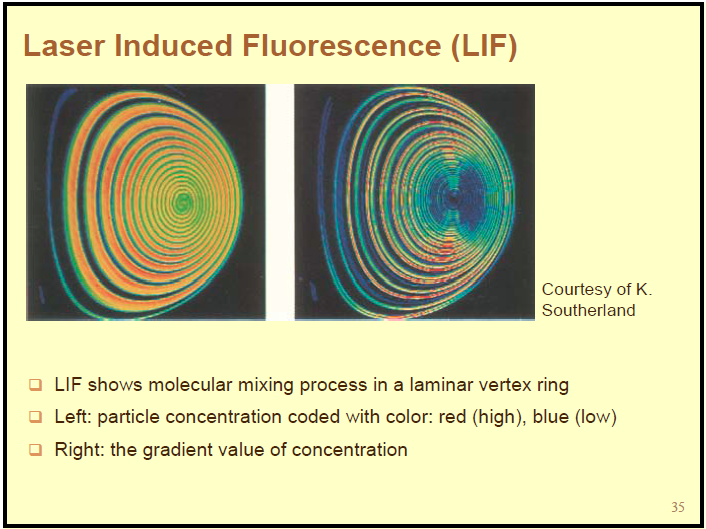 Laser Induced Fluorescence (LIF)
Courtesy of K.
Southerland
LIF shows molecular mixing process in a laminar vertex ring
Left: particle concentration coded with color: red (high), blue (low)
Right: the gradient value of concentration
35